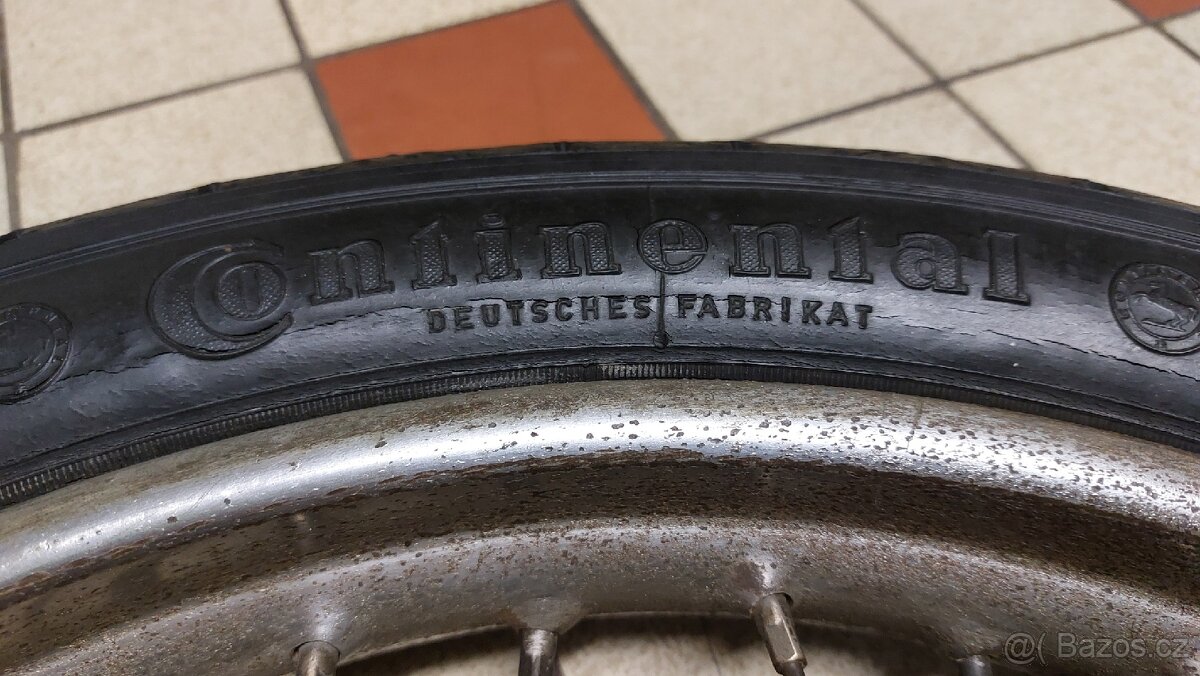 Continental
DEUTSCHES FABRIKAT
@( Bazos.cz